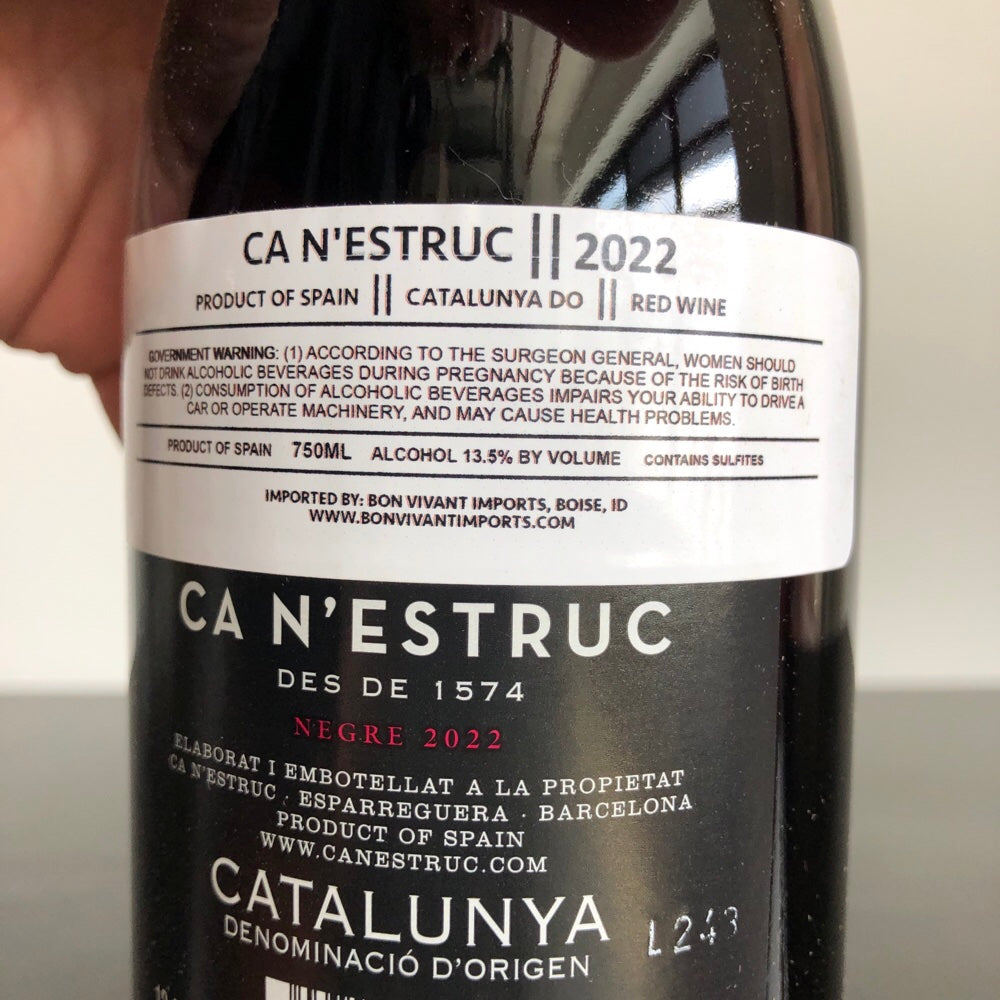 CA N'ESTRUC || 2022
PRODUCT OF SPAIN || CATALUNYA DO || RED WINE
GOVERNMENT WARNING: (1) ACCORDING TO THE SURGEON GENERAL, WOMEN SHOULD
NOT DRINK ALCOHOLIC BEVERAGES DURING PREGNANCY BECAUSE OF THE RISK OF BIRTH
DEFECTS. (2) CONSUMPTION OF ALCOHOLIC BEVERAGES IMPAIRS YOUR ABILITY TO DRIVE A
CAR OR OPERATE MACHINERY, AND MAY CAUSE HEALTH PROBLEMS.
PRODUCT OF SPAIN 750ML ALCOHOL 13.5% BY VOLUME CONTAINS SULFITES
IMPORTED BY: BON VIVANT IMPORTS, BOISE, ID
WWW.BONVIVANTIMPORTS.COM
CA N'ESTRUC
DES DE 1574
NEGRE 2022
ELABORAT I EMBOTELLAT A LA PROPIETAT
CA N'ESTRUC · ESPARREGUERA · BARCELONA
PRODUCT OF SPAIN
WWW.CANESTRUC.COM
CATALUNYA
DENOMINACIÓ D'ORIGEN
L243